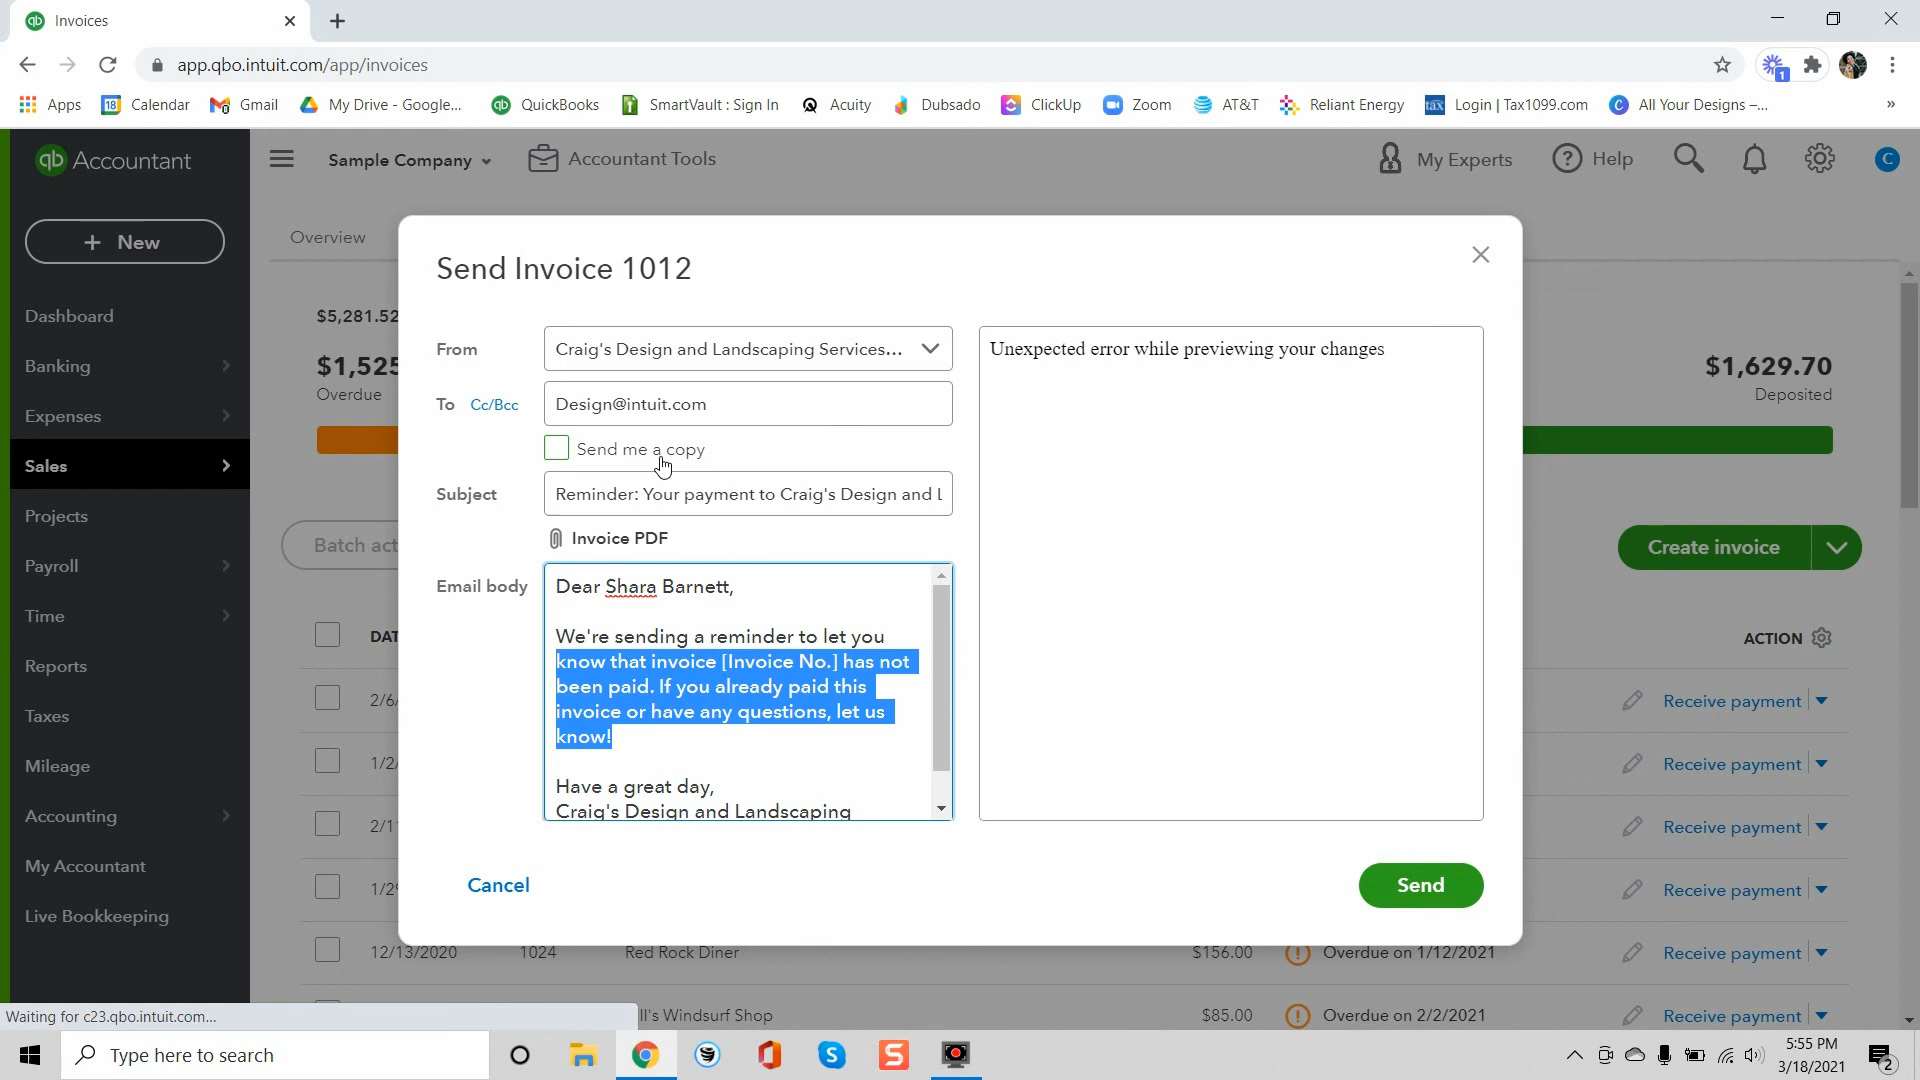 Invoices
app.qbo.intuit.com/app/invoices
Apps
18 Calendar
Gmail
My Drive - Google...
qb QuickBooks
SmartVault : Sign In
Acuity
Dubsado
ClickUp
Zoom
AT&T
Reliant Energy
tax Login | Tax1099.com
C All Your Designs –...
»
1
qb Accountant
Sample Company
Accountant Tools
My Experts
? Help
C
+ New
Dashboard
Banking
Expenses
Sales
Projects
Payroll
Time
Reports
Taxes
Mileage
Accounting
My Accountant
Live Bookkeeping
Overview
$5,281.52
$1,525
Overdue
$1,629.70
Deposited
Batch act
Create invoice
DAT
ACTION
2/6/
Receive payment
1/2/
Receive payment
2/1
Receive payment
1/29
Receive payment
12/13/2020 1024 Red Rock Diner $156.00 Overdue on 1/12/2021 Receive payment
ll's Windsurf Shop $85.00 Overdue on 2/2/2021 Receive payment
Send Invoice 1012
From Craig's Design and Landscaping Services...
To Cc/Bcc Design@intuit.com
Send me a copy
Subject Reminder: Your payment to Craig's Design and L
Invoice PDF
Email body
Dear Shara Barnett,
We're sending a reminder to let you
know that invoice [Invoice No.] has not
been paid. If you already paid this
invoice or have any questions, let us
know!
Have a great day,
Craig's Design and Landscaping
Unexpected error while previewing your changes
Cancel
Send
Waiting for c23.qbo.intuit.com...
Type here to search
5:55 PM
3/18/2021
2